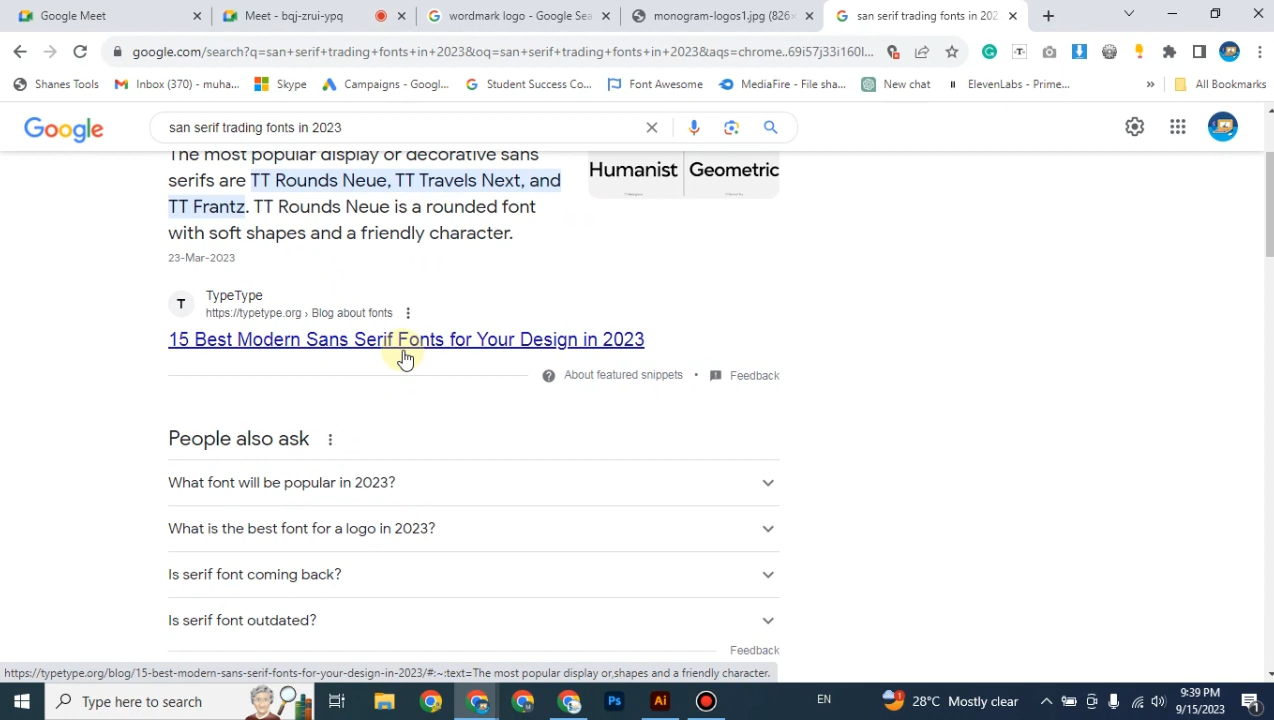 Google Meet
Meet - bqj-zrui-ypq
wordmark logo - Google Sea
monogram-logos1.jpg (826×
san serif trading fonts in 202
google.com/search?q=san+serif+trading+fonts+in+2023&oq=san+serif+trading+fonts+in+2023&aqs=chrome..69i57j33i160l...
Shanes Tools
Inbox (370) - muha...
Skype
Campaigns - Googl...
Student Success Co...
Font Awesome
MediaFire - File sha...
New chat
ElevenLabs - Prime...
»
All Bookmarks
Google
san serif trading fonts in 2023
The most popular display or decorative sans
serifs are TT Rounds Neue, TT Travels Next, and
TT Frantz. TT Rounds Neue is a rounded font
with soft shapes and a friendly character.
Humanist
Geometric
23-Mar-2023
T
TypeType
https://typetype.org › Blog about fonts
15 Best Modern Sans Serif Fonts for Your Design in 2023
About featured snippets
•
Feedback
People also ask
What font will be popular in 2023?
What is the best font for a logo in 2023?
Is serif font coming back?
Is serif font outdated?
Feedback
https://typetype.org/blog/15-best-modern-sans-serif-fonts-for-your-design-in-2023/#:~:text=The most popular display or,shapes and a friendly character.
Type here to search
Ps
Ai
EN
28°C Mostly clear
9:39 PM
9/15/2023